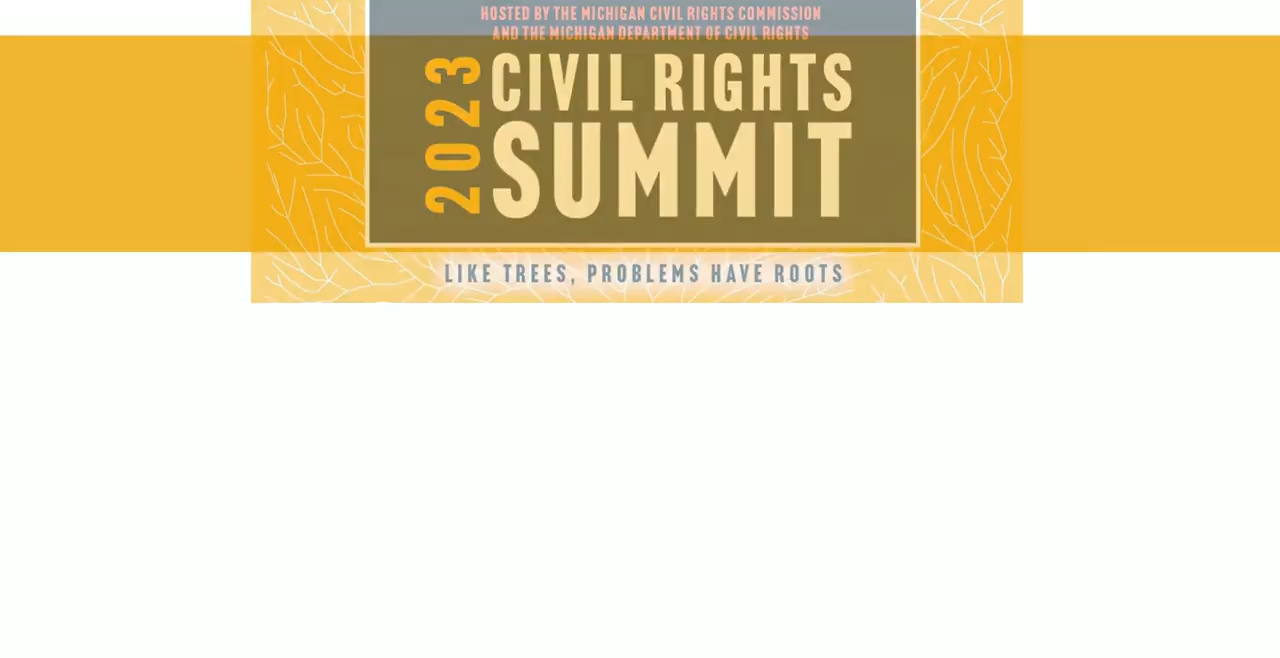 HOSTED BY THE MICHIGAN CIVIL RIGHTS COMMISSION
AND THE MICHIGAN DEPARTMENT OF CIVIL RIGHTS
2023
CIVIL RIGHTS
SUMMIT
LIKE TREES, PROBLEMS HAVE ROOTS